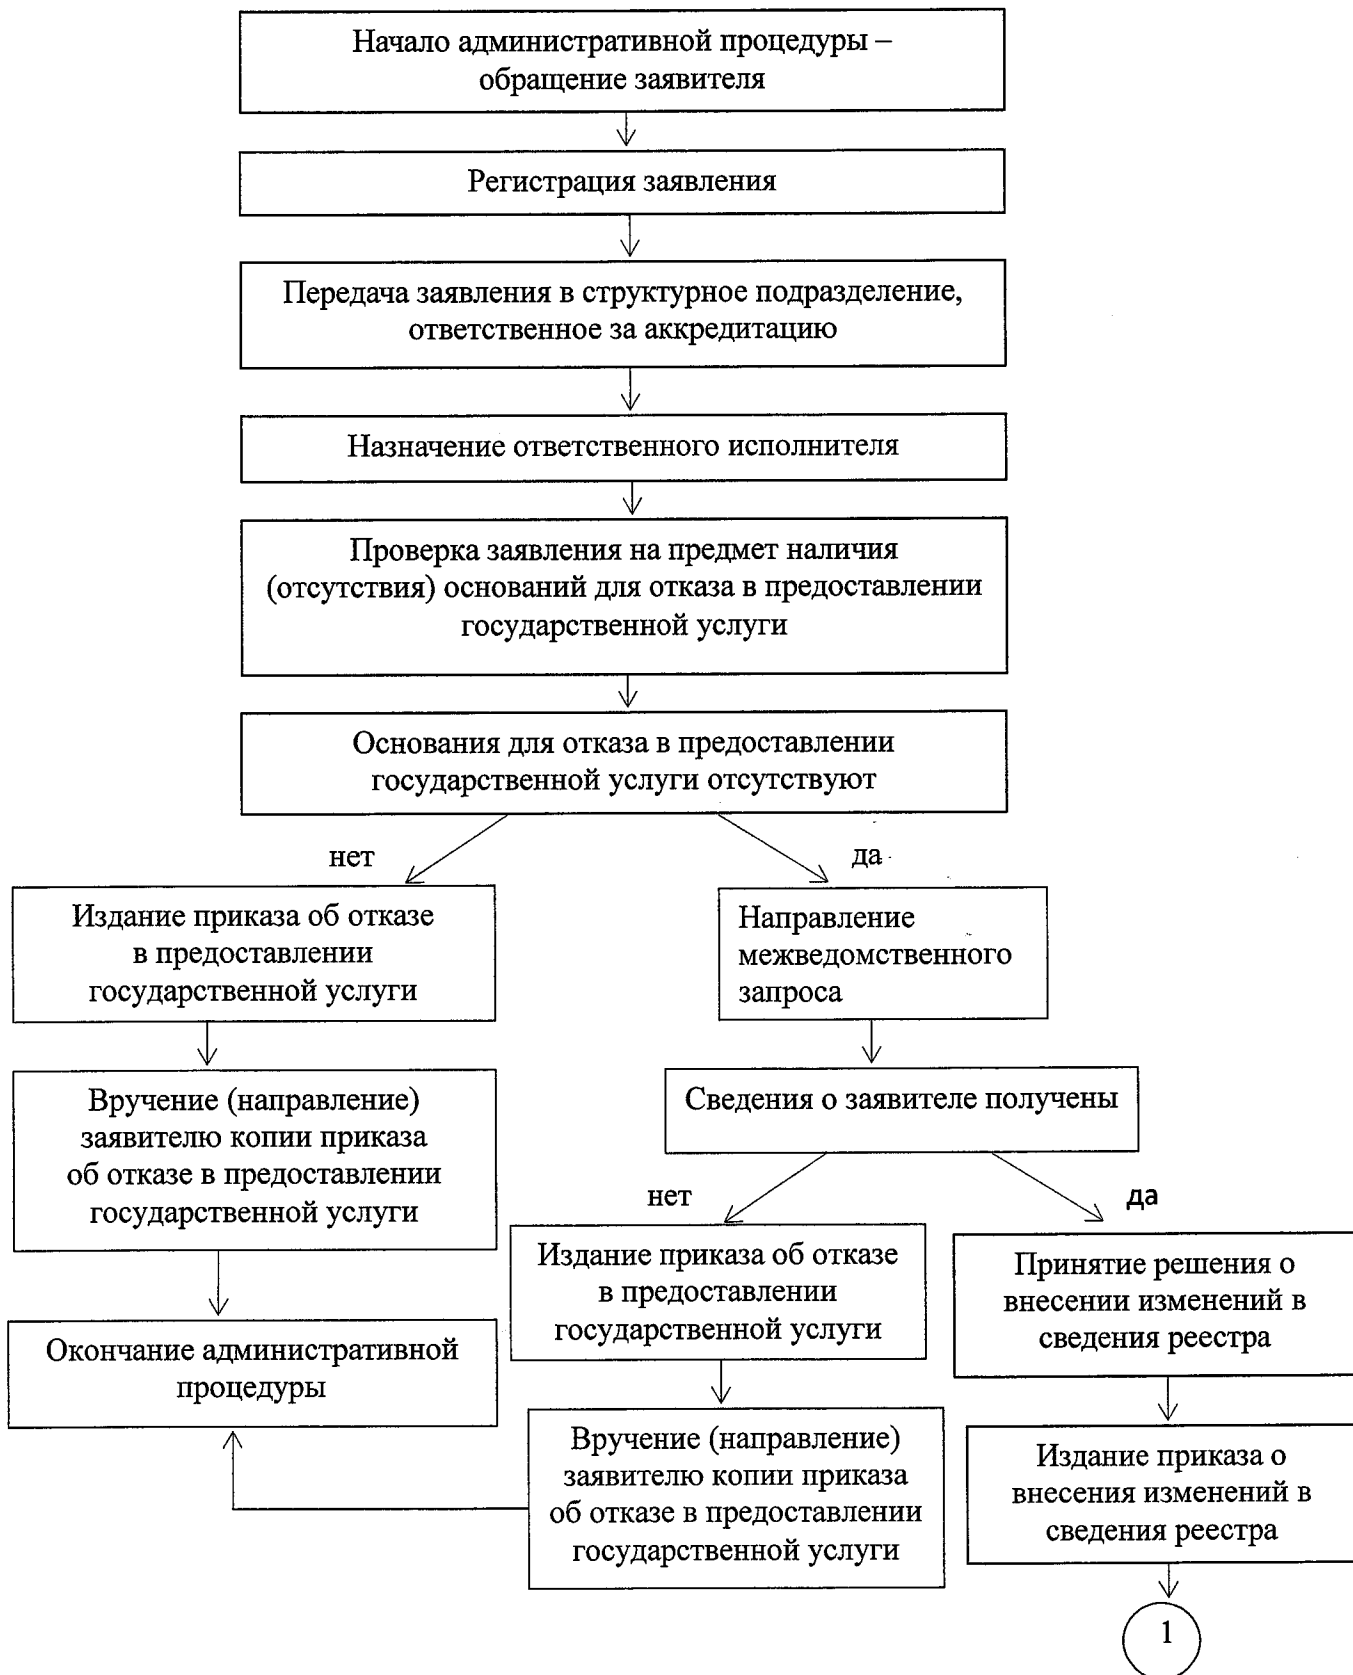 Начало административной процедуры –
обращение заявителя
Регистрация заявления
Передача заявления в структурное подразделение,
ответственное за аккредитацию
Назначение ответственного исполнителя
Проверка заявления на предмет наличия
(отсутствия) оснований для отказа в предоставлении
государственной услуги
Основания для отказа в предоставлении
государственной услуги отсутствуют
нет
да
Издание приказа об отказе
в предоставлении
государственной услуги
Направление
межведомственного
запроса
Вручение (направление)
заявителю копии приказа
об отказе в предоставлении
государственной услуги
Сведения о заявителе получены
нет
да
Издание приказа об отказе
в предоставлении
государственной услуги
Принятие решения о
внесении изменений в
сведения реестра
Окончание административной
процедуры
Вручение (направление)
заявителю копии приказа
об отказе в предоставлении
государственной услуги
Издание приказа о
внесения изменений в
сведения реестра
1